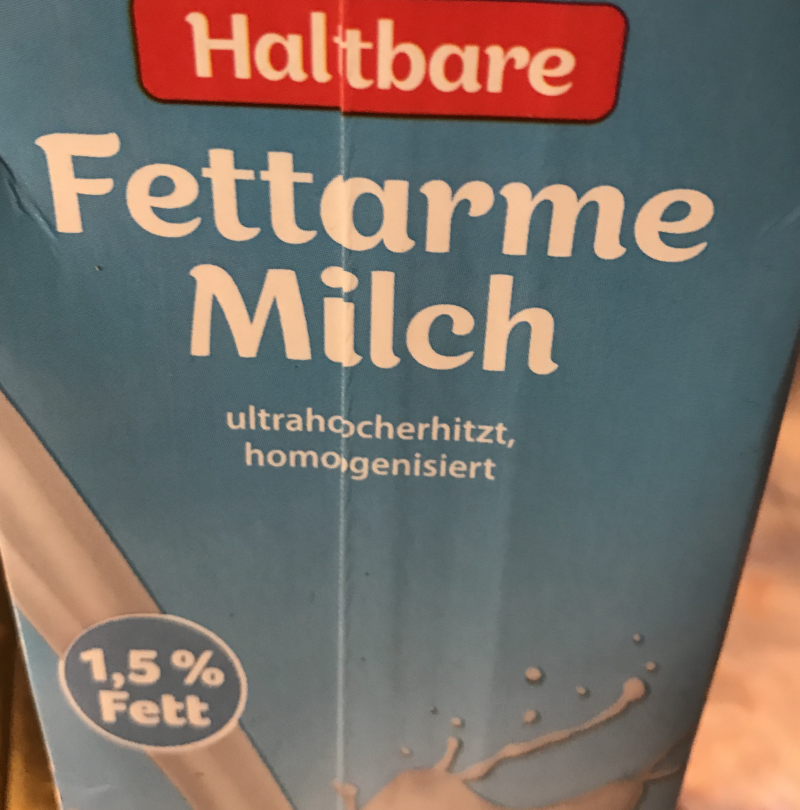 Haltbare
Fettarme
Milch
ultrahocherhitzt,
homogenisiert
1,5 %
Fett